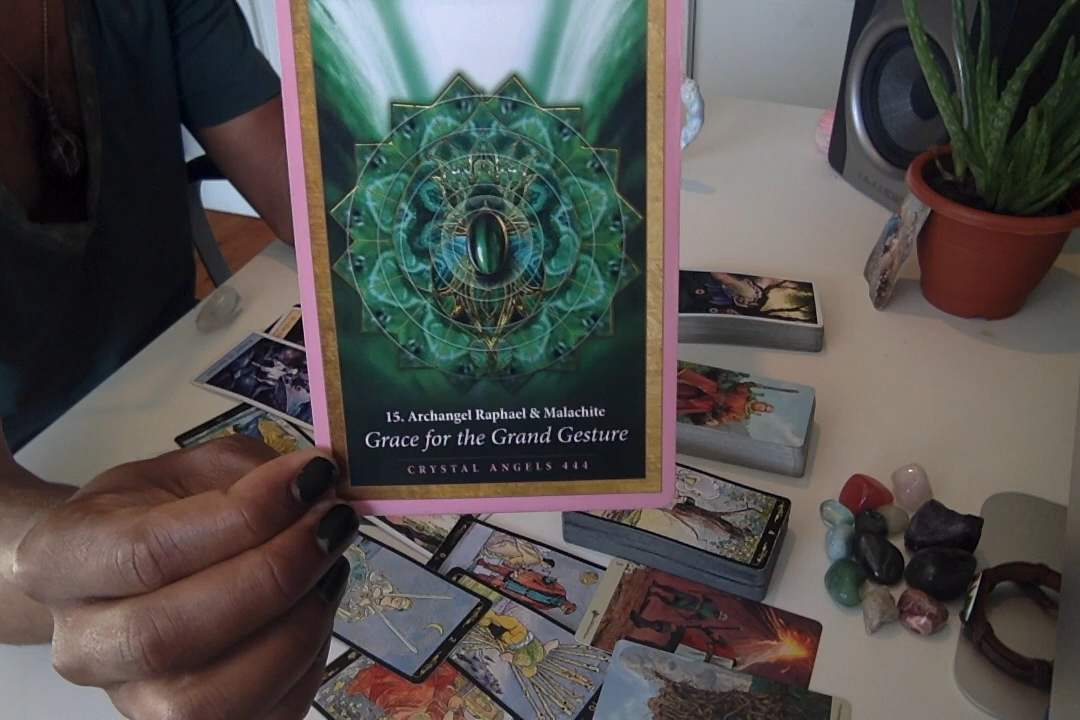 15. Archangel Raphael & Malachite
Grace for the Grand Gesture
CRYSTAL ANGELS 444